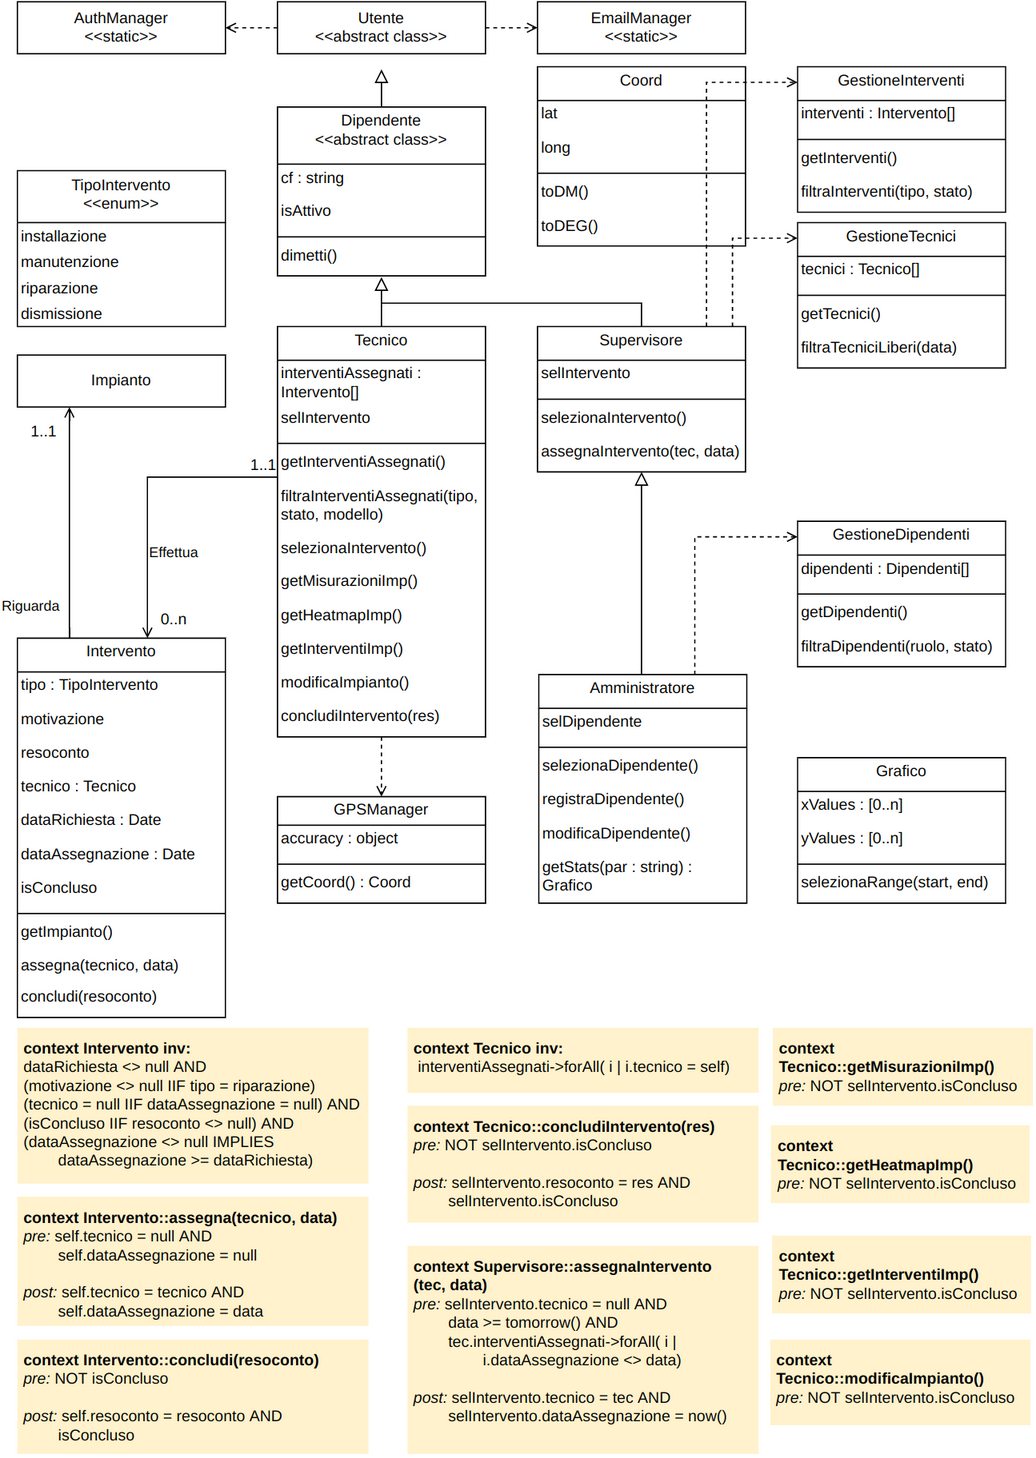 AuthManager
<<static>>
Utente
<<abstract class>>
EmailManager
<<static>>
Coord
lat
long
toDM()
toDEG()
GestioneInterventi
interventi : Intervento[]
getInterventi()
filtraInterventi(tipo, stato)
Dipendente
<<abstract class>>
cf : string
isAttivo
dimetti()
TipoIntervento
<<enum>>
installazione
manutenzione
riparazione
dismissione
GestioneTecnici
tecnici : Tecnico[]
getTecnici()
filtraTecniciLiberi(data)
Impianto
1..1
Tecnico
interventiAssegnati :
Intervento[]
selIntervento
getInterventiAssegnati()
filtraInterventiAssegnati(tipo,
stato, modello)
selezionaIntervento()
getMisurazioniImp()
getHeatmapImp()
getInterventiImp()
modificaImpianto()
concludiIntervento(res)
Supervisore
selIntervento
selezionaIntervento()
assegnaIntervento(tec, data)
1..1
Effettua
Riguarda
0..n
GestioneDipendenti
dipendenti : Dipendenti[]
getDipendenti()
filtraDipendenti(ruolo, stato)
Intervento
tipo : TipoIntervento
motivazione
resoconto
tecnico : Tecnico
dataRichiesta : Date
dataAssegnazione : Date
isConcluso
getImpianto()
assegna(tecnico, data)
concludi(resoconto)
GPSManager
accuracy : object
getCoord() : Coord
Amministratore
selDipendente
selezionaDipendente()
registraDipendente()
modificaDipendente()
getStats(par : string) :
Grafico
Grafico
xValues : [0..n]
yValues : [0..n]
selezionaRange(start, end)
context Intervento inv:
dataRichiesta <> null AND
(motivazione <> null IIF tipo = riparazione)
(tecnico = null IIF dataAssegnazione = null) AND
(isConcluso IIF resoconto <> null) AND
(dataAssegnazione <> null IMPLIES
dataAssegnazione >= dataRichiesta)
context Intervento::assegna(tecnico, data)
pre: self.tecnico = null AND
self.dataAssegnazione = null
post: self.tecnico = tecnico AND
self.dataAssegnazione = data
context Intervento::concludi(resoconto)
pre: NOT isConcluso
post: self.resoconto = resoconto AND
isConcluso
context Tecnico inv:
interventiAssegnati->forAll( i | i.tecnico = self)
context Tecnico::concludiIntervento(res)
pre: NOT selIntervento.isConcluso
post: selIntervento.resoconto = res AND
selIntervento.isConcluso
context Supervisore::assegnaIntervento
(tec, data)
pre: selIntervento.tecnico = null AND
data >= tomorrow() AND
tec.interventiAssegnati->forAll( i |
i.dataAssegnazione <> data)
post: selIntervento.tecnico = tec AND
selIntervento.dataAssegnazione = now()
context
Tecnico::getMisurazioniImp()
pre: NOT selIntervento.isConcluso
context
Tecnico::getHeatmapImp()
pre: NOT selIntervento.isConcluso
context
Tecnico::getInterventiImp()
pre: NOT selIntervento.isConcluso
context
Tecnico::modificaImpianto()
pre: NOT selIntervento.isConcluso